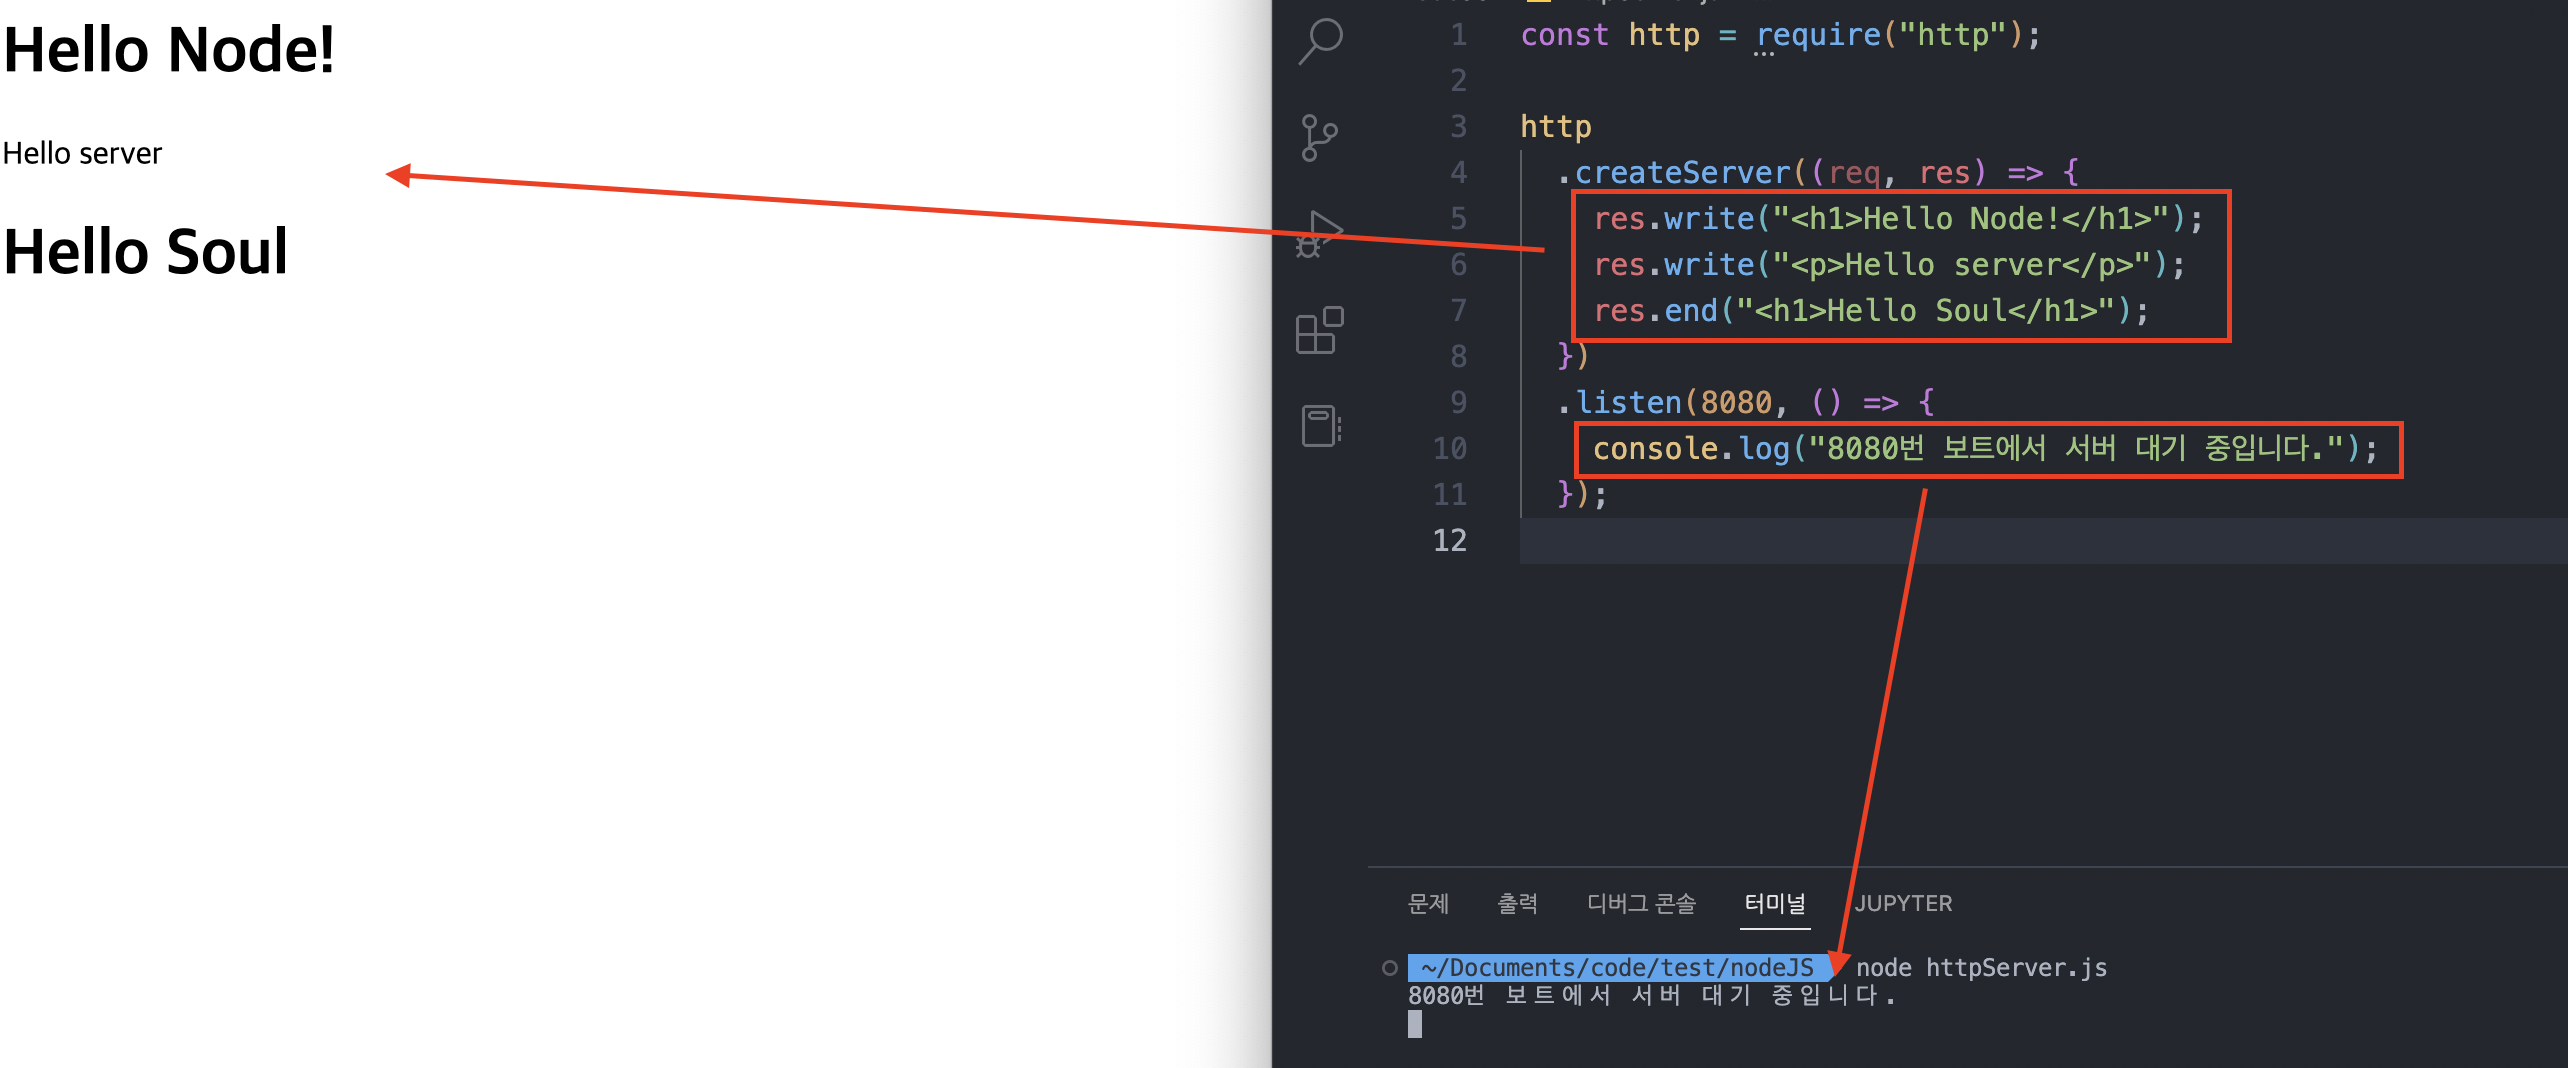 Hello Node!
Hello server
Hello Soul
1 const http = require("http");
2
3 http
4 .createServer((req, res) => {
5 res.write("<h1>Hello Node!</h1>");
6 res.write("<p>Hello server</p>");
7 res.end("<h1>Hello Soul</h1>");
8 })
9 .listen(8080, () => {
10 console.log("8080번 보트에서 서버 대기 중입니다.");
11 });
12
문제 출력 디버그 콘솔 터미널 JUPYTER
~/Documents/code/test/nodeJS node httpServer.js
8080번 보트에서 서버 대기 중입니다.